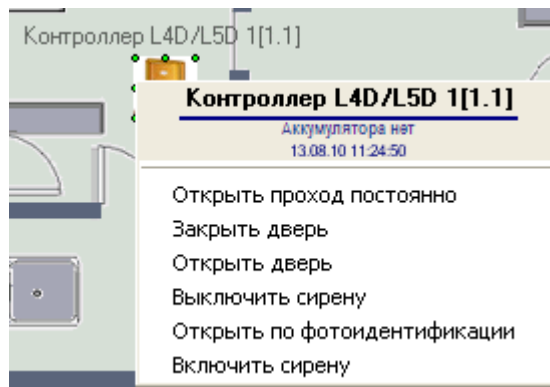 Контроллер L4D/L5D 1[1.1]
Контроллер L4D/L5D 1[1.1]
Аккумулятора нет
13.08.10 11:24:50
Открыть проход постоянно
Закрыть дверь
Открыть дверь
Выключить сирену
Открыть по фотоидентификации
Включить сирену